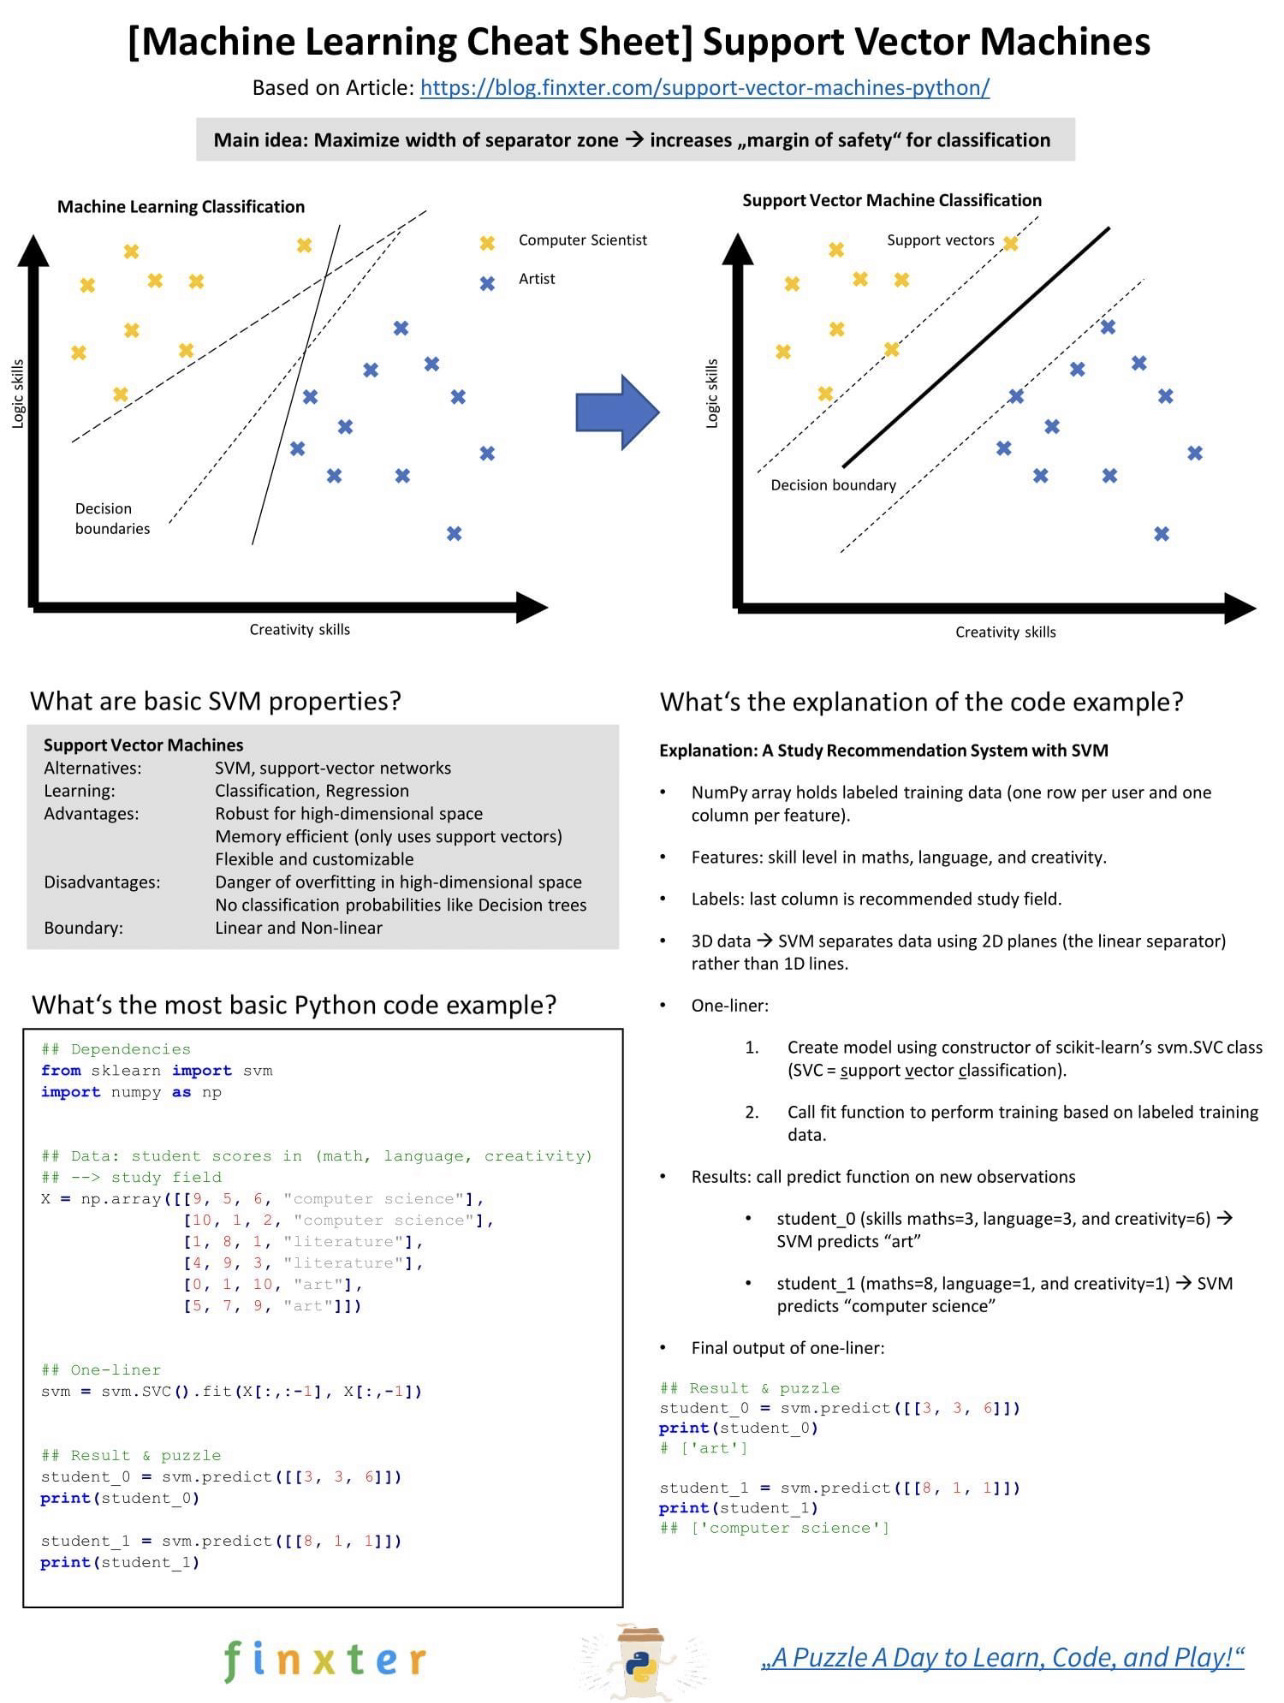 [Machine Learning Cheat Sheet] Support Vector Machines
Based on Article: https://blog.finxter.com/support-vector-machines-python/
Main idea: Maximize width of separator zone → increases „margin of safety“ for classification
Machine Learning Classification
Computer Scientist
Artist
Logic skills
Decision
boundaries
Creativity skills
Support Vector Machine Classification
Support vectors
Logic skills
Decision boundary
Creativity skills
What are basic SVM properties?
Support Vector Machines
Alternatives: SVM, support-vector networks
Learning: Classification, Regression
Advantages: Robust for high-dimensional space
Memory efficient (only uses support vectors)
Flexible and customizable
Disadvantages: Danger of overfitting in high-dimensional space
No classification probabilities like Decision trees
Boundary: Linear and Non-linear
What‘s the most basic Python code example?
## Dependencies
from sklearn import svm
import numpy as np
## Data: student scores in (math, language, creativity)
## --> study field
X = np.array([[9, 5, 6, "computer science"],
[10, 1, 2, "computer science"],
[1, 8, 1, "literature"],
[4, 9, 3, "literature"],
[0, 1, 10, "art"],
[5, 7, 9, "art"]])
## One-liner
svm = svm.SVC().fit(X[:,:-1], X[:,-1])
## Result & puzzle
student_0 = svm.predict([[3, 3, 6]])
print(student_0)
student_1 = svm.predict([[8, 1, 1]])
print(student_1)
What‘s the explanation of the code example?
Explanation: A Study Recommendation System with SVM
• NumPy array holds labeled training data (one row per user and one
column per feature).
• Features: skill level in maths, language, and creativity.
• Labels: last column is recommended study field.
• 3D data → SVM separates data using 2D planes (the linear separator)
rather than 1D lines.
• One-liner:
1. Create model using constructor of scikit-learn’s svm.SVC class
(SVC = support vector classification).
2. Call fit function to perform training based on labeled training
data.
• Results: call predict function on new observations
• student_0 (skills maths=3, language=3, and creativity=6) →
SVM predicts “art”
• student_1 (maths=8, language=1, and creativity=1) → SVM
predicts “computer science”
• Final output of one-liner:
## Result & puzzle
student_0 = svm.predict([[3, 3, 6]])
print(student_0)
# ['art']
student_1 = svm.predict([[8, 1, 1]])
print(student_1)
## ['computer science']
finxter
„A Puzzle A Day to Learn, Code, and Play!“